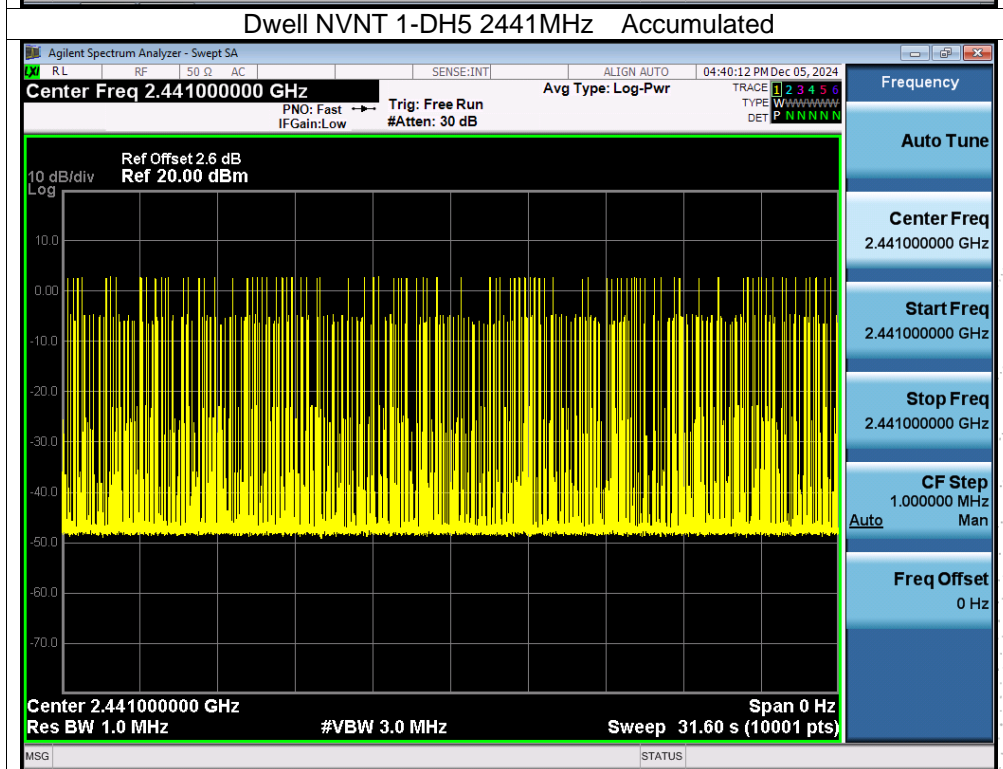 Dwell NVNT 1-DH5 2441MHz Accumulated
Agilent Spectrum Analyzer - Swept SA
LXI RL RF 50 Ω AC SENSE:INT ALIGN AUTO 04:40:12 PM Dec 05, 2024
Center Freq 2.441000000 GHz
PNO: Fast
IFGain:Low
Trig: Free Run
#Atten: 30 dB
Avg Type: Log-Pwr
TRACE 1 2 3 4 5 6
TYPE WWWWWWW
DET P N N N N N
Frequency
Auto Tune
Center Freq
2.441000000 GHz
Start Freq
2.441000000 GHz
Stop Freq
2.441000000 GHz
CF Step
1.000000 MHz
Auto Man
Freq Offset
0 Hz
Ref Offset 2.6 dB
10 dB/div Ref 20.00 dBm
Log
10.0
0.00
-10.0
-20.0
-30.0
-40.0
-50.0
-60.0
-70.0
Center 2.441000000 GHz Span 0 Hz
Res BW 1.0 MHz #VBW 3.0 MHz Sweep 31.60 s (10001 pts)
MSG STATUS